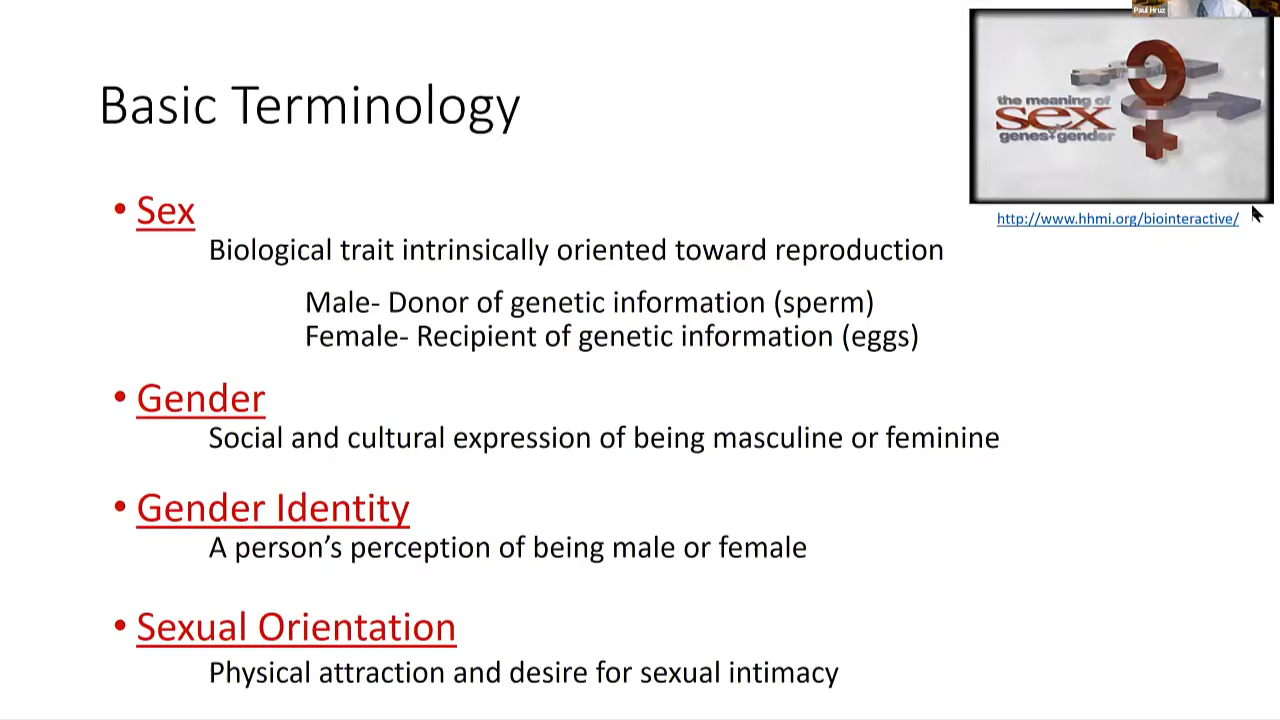 Paul Hruz
Basic Terminology
the meaning of
sex
genes+gender
http://www.hhmi.org/biointeractive/
• Sex
Biological trait intrinsically oriented toward reproduction
Male- Donor of genetic information (sperm)
Female- Recipient of genetic information (eggs)
• Gender
Social and cultural expression of being masculine or feminine
• Gender Identity
A person’s perception of being male or female
• Sexual Orientation
Physical attraction and desire for sexual intimacy